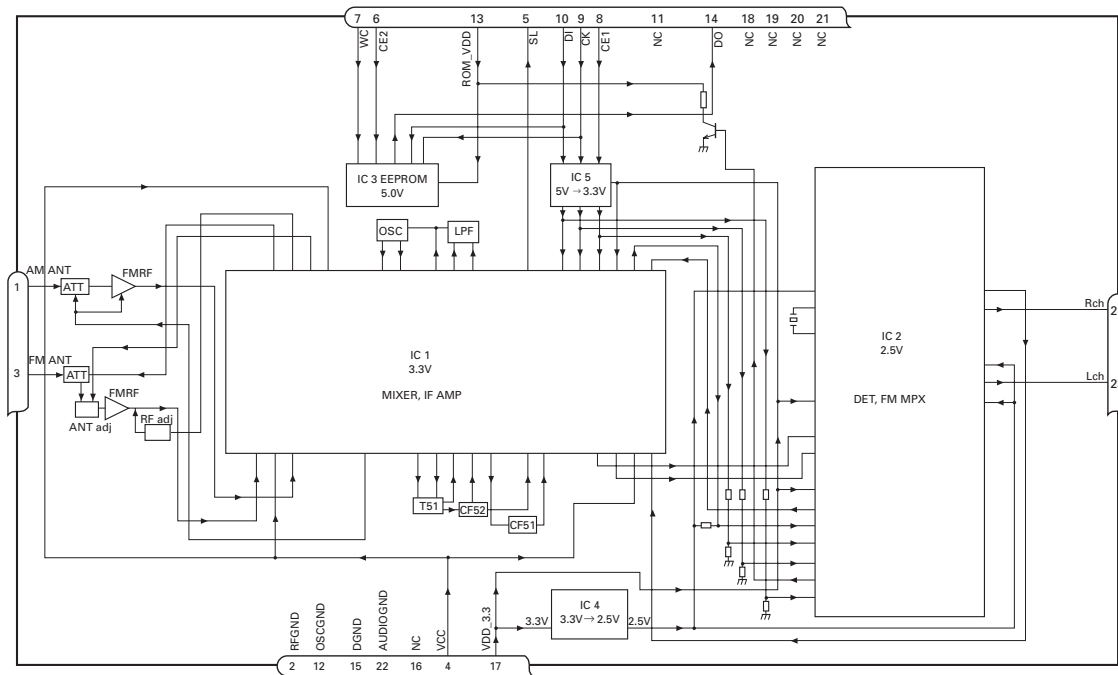 7 6 13 5 10 9 8 11 14 18 19 20 21
WC CE2 ROM_VDD SL DI CK CE1 NC DO NC NC NC NC
IC 3 EEPROM
5.0V
IC 5
5V → 3.3V
OSC
LPF
AM ANT
1
ATT
FMRF
FM ANT
3
ATT
FMRF
ANT adj
RF adj
IC 1
3.3V
MIXER, IF AMP
IC 2
2.5V
DET, FM MPX
Rch
2
Lch
2
T51
CF52
CF51
IC 4
3.3V → 2.5V
3.3V
2.5V
RFGND OSCGND DGND AUDIOGND NC VCC VDD_3.3
2 12 15 22 16 4 17